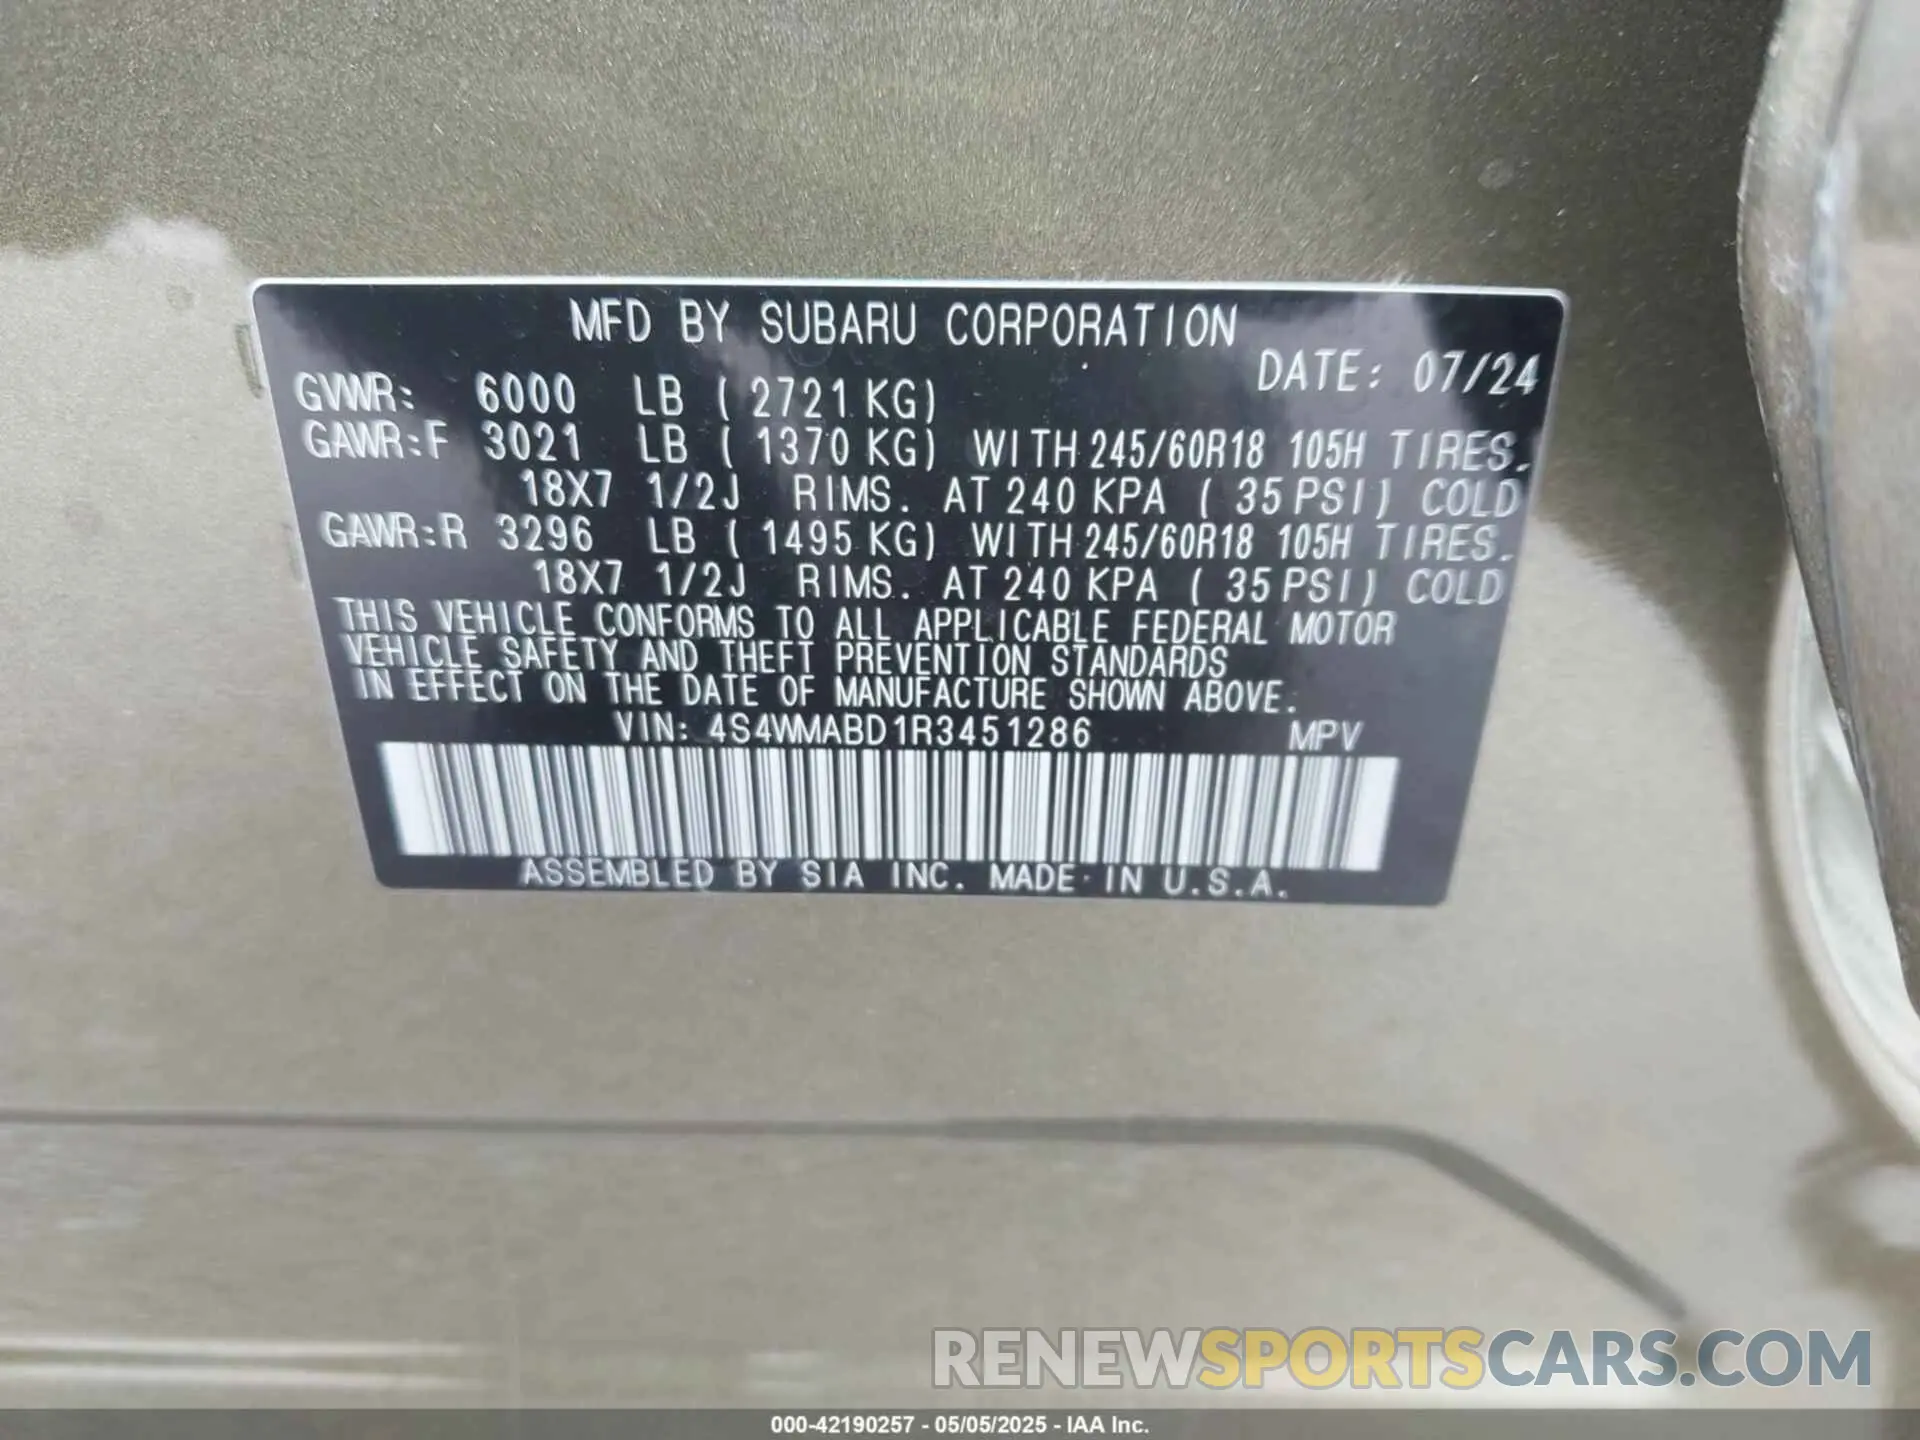 MFD BY SUBARU CORPORATION
DATE: 07/24
GVWR: 6000 LB ( 2721 KG)
GAWR:F 3021 LB ( 1370 KG) WITH 245/60R18 105H TIRES.
18X7 1/2J RIMS. AT 240 KPA ( 35 PSI) COLD
GAWR:R 3296 LB ( 1495 KG) WITH 245/60R18 105H TIRES.
18X7 1/2J RIMS. AT 240 KPA ( 35 PSI) COLD
THIS VEHICLE CONFORMS TO ALL APPLICABLE FEDERAL MOTOR
VEHICLE SAFETY AND THEFT PREVENTION STANDARDS
IN EFFECT ON THE DATE OF MANUFACTURE SHOWN ABOVE.
VIN: 4S4WMABD1R3451286 MPV
ASSEMBLED BY SIA INC. MADE IN U.S.A.
RENEWSPORTSCARS.COM
000-42190257 - 05/05/2025 - IAA Inc.